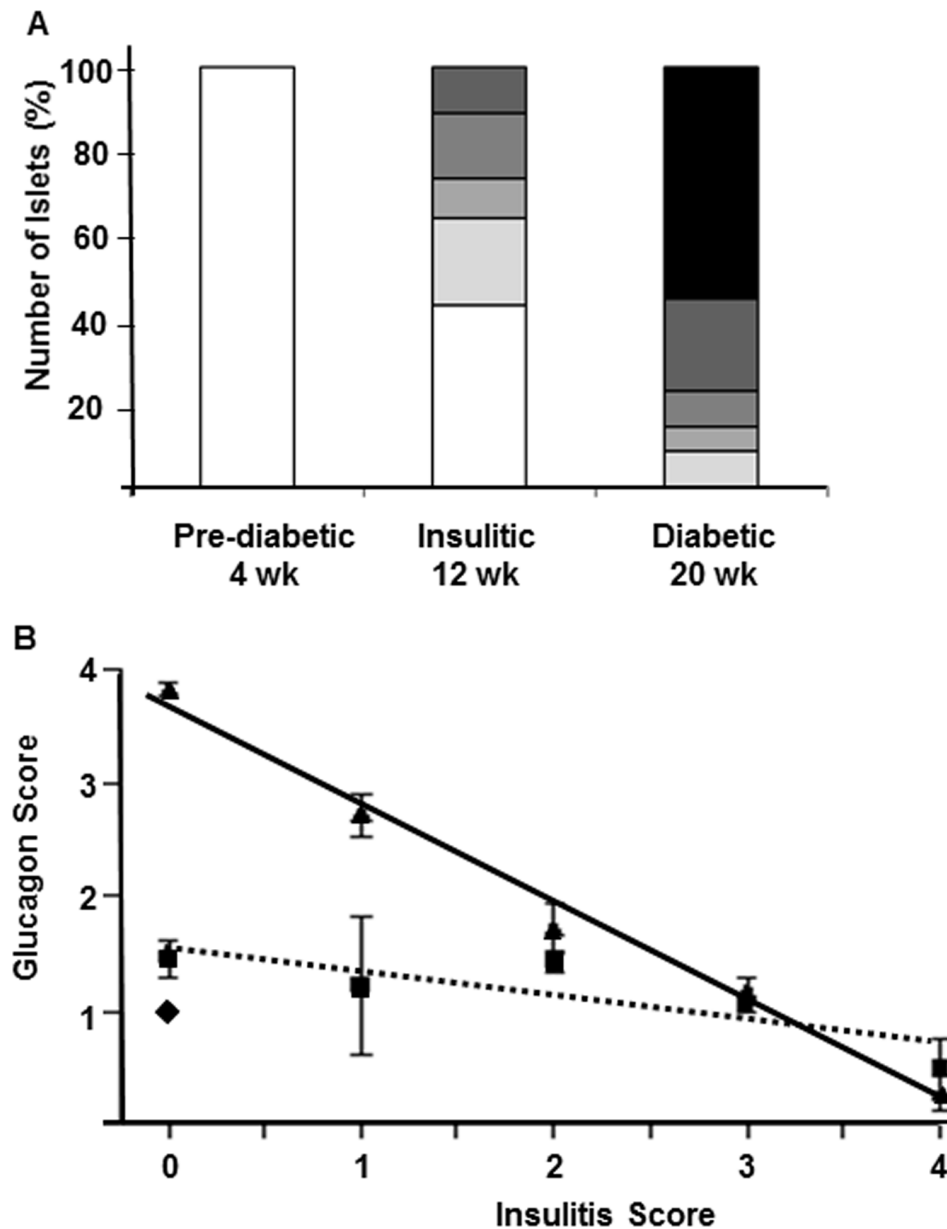 A
Number of Islets (%)
100
80
60
40
20
Pre-diabetic
4 wk
Insulitic
12 wk
Diabetic
20 wk
B
Glucagon Score
4
3
2
1
0 1 2 3 4
Insulitis Score